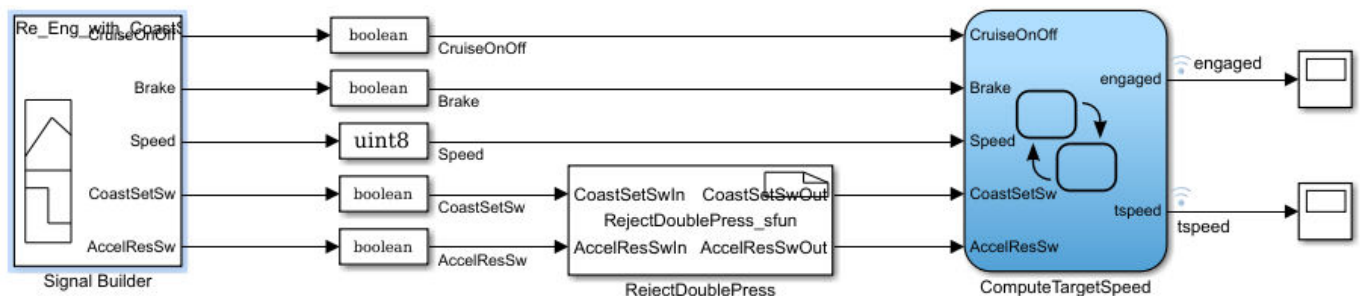 Re_Eng_with_CoastS
CruiseOnOff
Brake
Speed
CoastSetSw
AccelResSw
Signal Builder
boolean
CruiseOnOff
boolean
Brake
uint8
Speed
boolean
CoastSetSw
boolean
AccelResSw
CoastSetSwIn CoastSetSwOut
RejectDoublePress_sfun
AccelResSwIn AccelResSwOut
RejectDoublePress
CruiseOnOff
Brake
Speed
CoastSetSw
AccelResSw
engaged
tspeed
ComputeTargetSpeed
engaged
tspeed